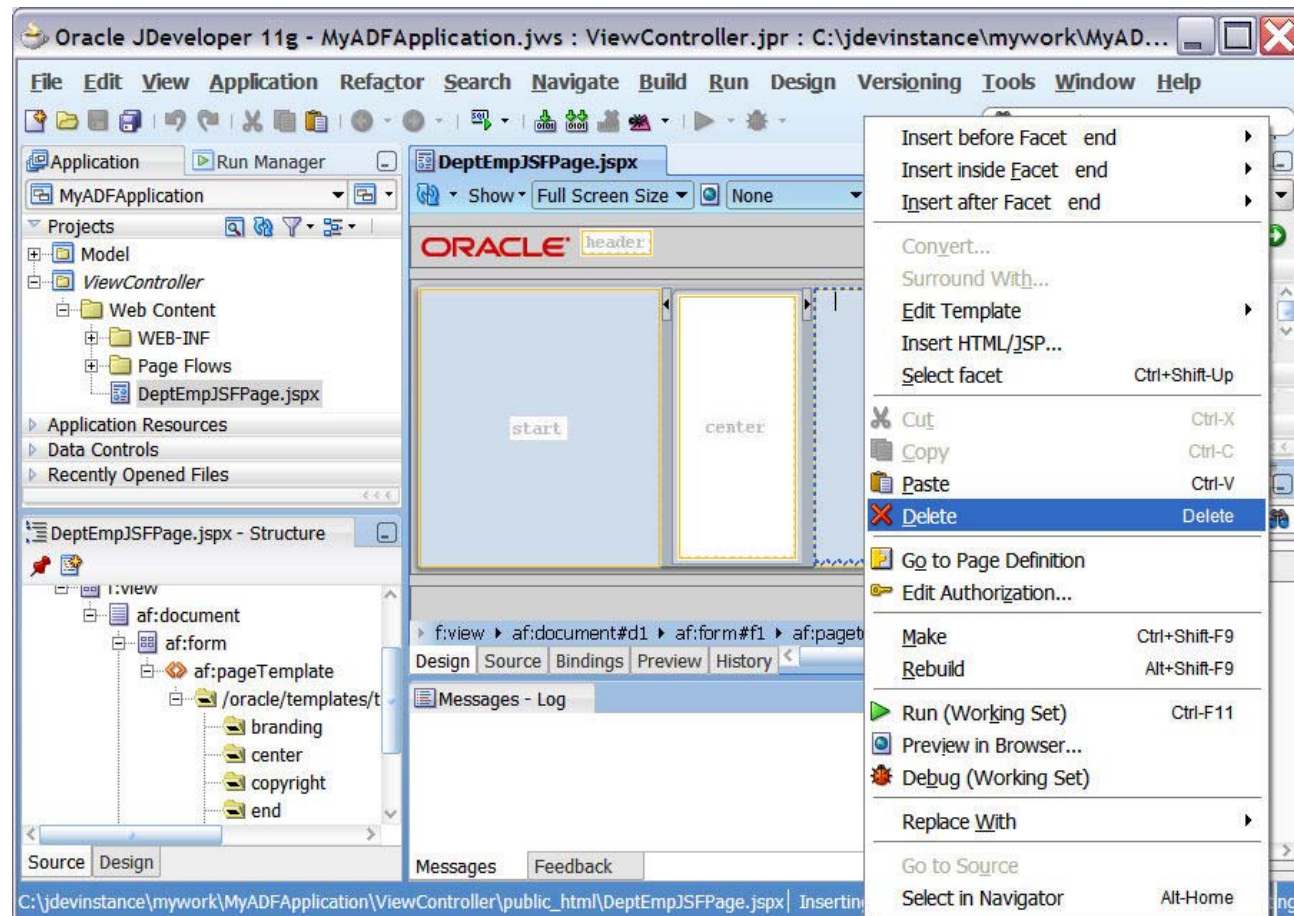 Oracle JDeveloper 11g - MyADFApplication.jws : ViewController.jpr : C:\jdevinstance\mywork\MyAD...
File Edit View Application Refactor Search Navigate Build Run Design Versioning Tools Window Help
Application
Run Manager
MyADFApplication
Projects
Model
ViewController
Web Content
WEB-INF
Page Flows
DeptEmpJSFPage.jspx
Application Resources
Data Controls
Recently Opened Files
DeptEmpJSFPage.jspx - Structure
f:view
af:document
af:form
af:pageTemplate
/oracle/templates/t
branding
center
copyright
end
Source Design
DeptEmpJSFPage.jspx
Show Full Screen Size None
ORACLE header
start
center
f:view af:document#d1 af:form#f1 af:paget
Design Source Bindings Preview History
Messages - Log
Messages Feedback
Insert before Facet end
Insert inside Facet end
Insert after Facet end
Convert...
Surround With...
Edit Template
Insert HTML/JSP...
Select facet Ctrl+Shift-Up
Cut Ctrl-X
Copy Ctrl-C
Paste Ctrl-V
Delete Delete
Go to Page Definition
Edit Authorization...
Make Ctrl+Shift-F9
Rebuild Alt+Shift-F9
Run (Working Set) Ctrl-F11
Preview in Browser...
Debug (Working Set)
Replace With
Go to Source
Select in Navigator Alt-Home
C:\jdevinstance\mywork\MyADFApplication\ViewController\public_html\DeptEmpJSFPage.jspx Insertin